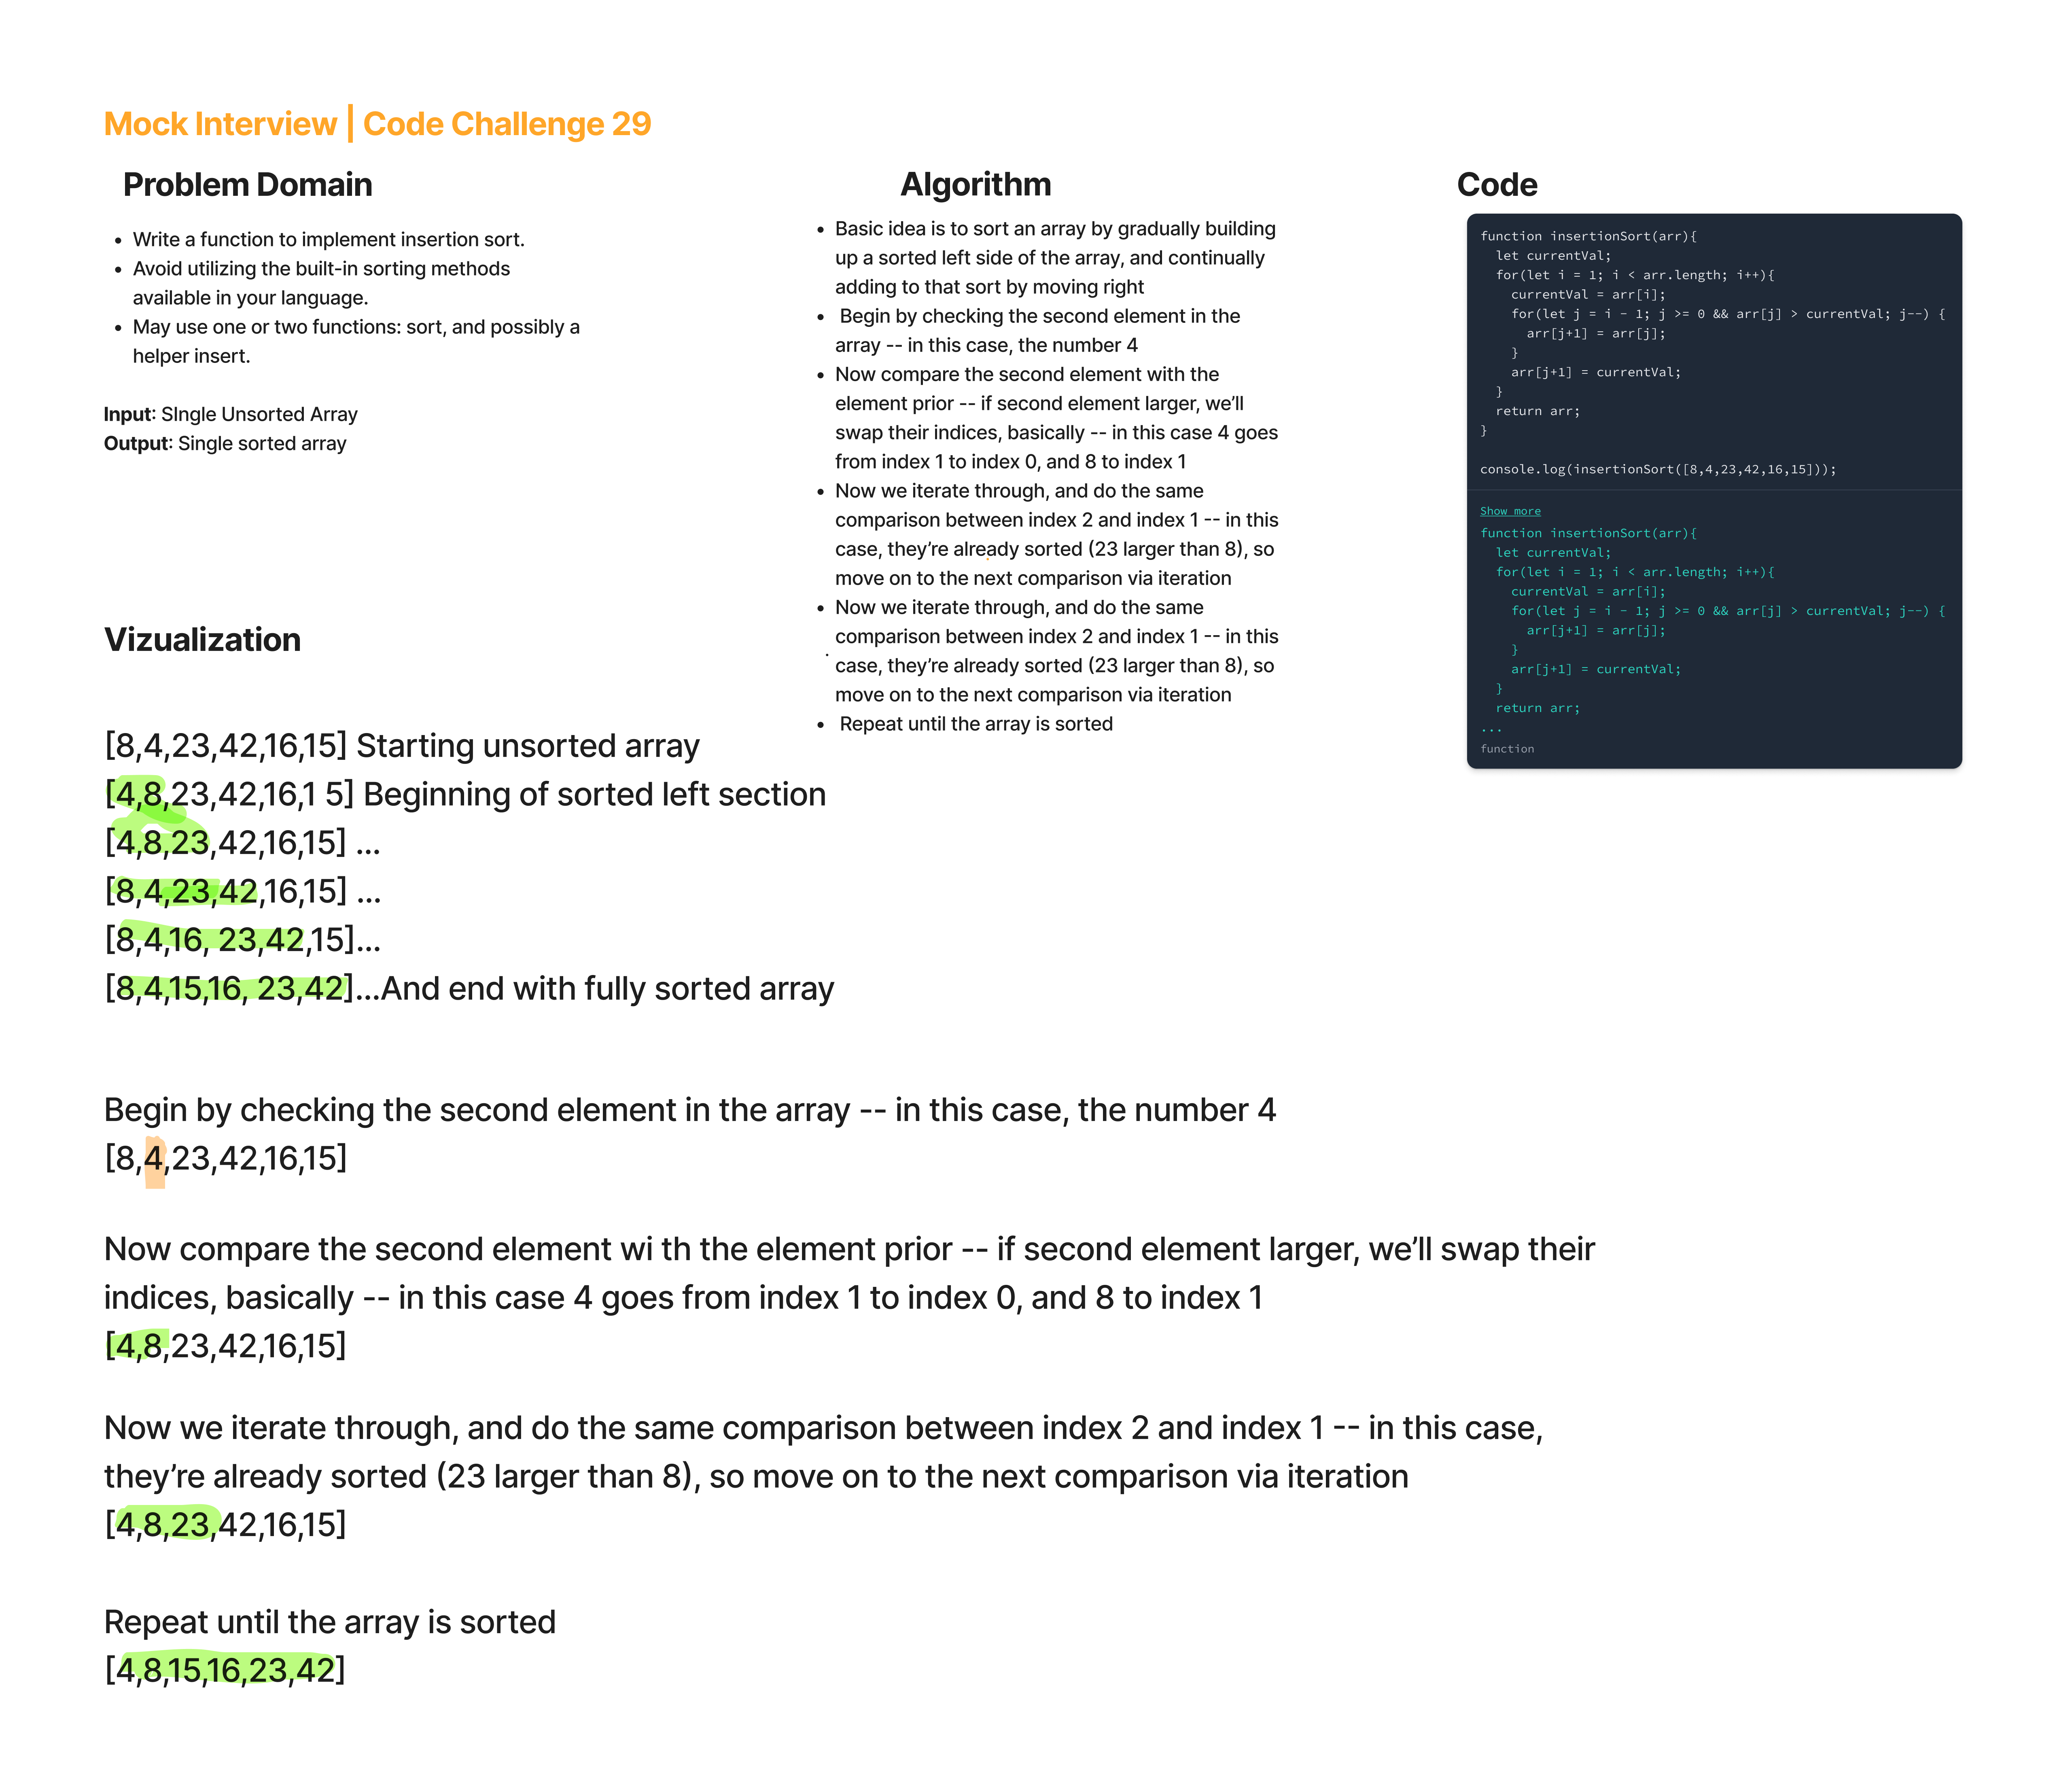 Mock Interview | Code Challenge 29
Problem Domain
Write a function to implement insertion sort.
Avoid utilizing the built-in sorting methods
available in your language.
May use one or two functions: sort, and possibly a
helper insert.
Input: SIngle Unsorted Array
Output: Single sorted array
Algorithm
Basic idea is to sort an array by gradually building
up a sorted left side of the array, and continually
adding to that sort by moving right
Begin by checking the second element in the
array -- in this case, the number 4
Now compare the second element with the
element prior -- if second element larger, we’ll
swap their indices, basically -- in this case 4 goes
from index 1 to index 0, and 8 to index 1
Now we iterate through, and do the same
comparison between index 2 and index 1 -- in this
case, they’re already sorted (23 larger than 8), so
move on to the next comparison via iteration
Now we iterate through, and do the same
comparison between index 2 and index 1 -- in this
case, they’re already sorted (23 larger than 8), so
move on to the next comparison via iteration
Repeat until the array is sorted
Code
function insertionSort(arr){
let currentVal;
for(let i = 1; i < arr.length; i++){
currentVal = arr[i];
for(let j = i - 1; j >= 0 && arr[j] > currentVal; j--) {
arr[j+1] = arr[j];
}
arr[j+1] = currentVal;
}
return arr;
}
console.log(insertionSort([8,4,23,42,16,15]));
Show more
function insertionSort(arr){
let currentVal;
for(let i = 1; i < arr.length; i++){
currentVal = arr[i];
for(let j = i - 1; j >= 0 && arr[j] > currentVal; j--) {
arr[j+1] = arr[j];
}
arr[j+1] = currentVal;
}
return arr;
...
function
Vizualization
[8,4,23,42,16,15] Starting unsorted array
[4,8,23,42,16,1 5] Beginning of sorted left section
[4,8,23,42,16,15] ...
[8,4,23,42,16,15] ...
[8,4,16, 23,42,15]...
[8,4,15,16, 23,42]...And end with fully sorted array
Begin by checking the second element in the array -- in this case, the number 4
[8,4,23,42,16,15]
Now compare the second element wi th the element prior -- if second element larger, we’ll swap their
indices, basically -- in this case 4 goes from index 1 to index 0, and 8 to index 1
[4,8,23,42,16,15]
Now we iterate through, and do the same comparison between index 2 and index 1 -- in this case,
they’re already sorted (23 larger than 8), so move on to the next comparison via iteration
[4,8,23,42,16,15]
Repeat until the array is sorted
[4,8,15,16,23,42]